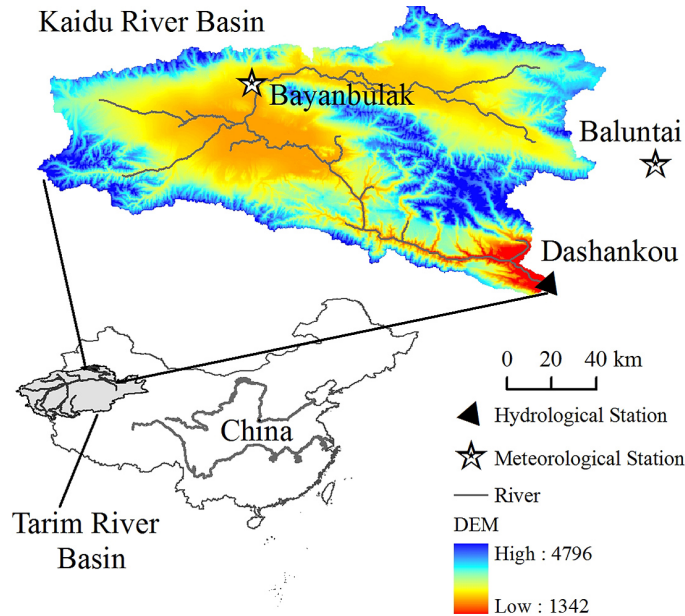 Kaidu River Basin
Bayanbulak
Baluntai
Dashankou
0 20 40 km
Hydrological Station
Meteorological Station
River
DEM
High : 4796
Low : 1342
China
Tarim River
Basin